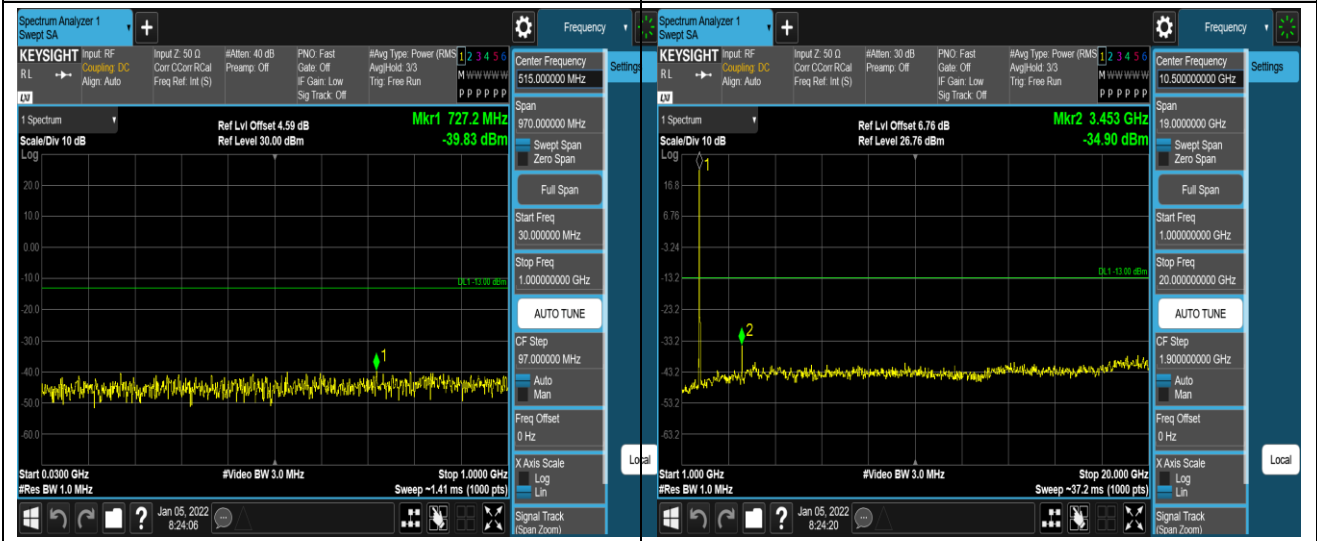 Spectrum Analyzer 1
Swept SA
+
Frequency
KEYSIGHT
RL
LXI
Input: RF
Coupling: DC
Align: Auto
Input Z: 50 Ω
Corr CCorr RCal
Freq Ref: Int (S)
#Atten: 40 dB
Preamp: Off
PNO: Fast
Gate: Off
IF Gain: Low
Sig Track: Off
#Avg Type: Power (RMS
Avg|Hold: 3/3
Trig: Free Run
1 2 3 4 5 6
M W W W W W
P P P P P P
Center Frequency
515.000000 MHz
Settings
Span
970.000000 MHz
Swept Span
Zero Span
Full Span
Start Freq
30.000000 MHz
Stop Freq
1.000000000 GHz
AUTO TUNE
CF Step
97.000000 MHz
Auto
Man
Freq Offset
0 Hz
X Axis Scale
Log
Lin
Signal Track
(Span Zoom)
Local
1 Spectrum
Scale/Div 10 dB
Log
Ref Lvl Offset 4.59 dB
Ref Level 30.00 dBm
Mkr1 727.2 MHz
-39.83 dBm
20.0
10.0
0.00
-10.0
DL1 -13.00 dBm
-20.0
-30.0
1
-40.0
-50.0
-60.0
Start 0.0300 GHz
#Res BW 1.0 MHz
#Video BW 3.0 MHz
Stop 1.0000 GHz
Sweep ~1.41 ms (1000 pts)
?
Jan 05, 2022
8:24:06
Spectrum Analyzer 1
Swept SA
+
Frequency
KEYSIGHT
RL
LXI
Input: RF
Coupling: DC
Align: Auto
Input Z: 50 Ω
Corr CCorr RCal
Freq Ref: Int (S)
#Atten: 30 dB
Preamp: Off
PNO: Fast
Gate: Off
IF Gain: Low
Sig Track: Off
#Avg Type: Power (RMS
Avg|Hold: 3/3
Trig: Free Run
1 2 3 4 5 6
M W W W W W
P P P P P P
Center Frequency
10.500000000 GHz
Settings
Span
19.0000000 GHz
Swept Span
Zero Span
Full Span
Start Freq
1.000000000 GHz
Stop Freq
20.000000000 GHz
AUTO TUNE
CF Step
1.900000000 GHz
Auto
Man
Freq Offset
0 Hz
X Axis Scale
Log
Lin
Signal Track
(Span Zoom)
Local
1 Spectrum
Scale/Div 10 dB
Log
Ref Lvl Offset 6.76 dB
Ref Level 26.76 dBm
Mkr2 3.453 GHz
-34.90 dBm
1
16.8
6.76
-3.24
DL1 -13.00 dBm
-13.2
-23.2
2
-33.2
-43.2
-53.2
-63.2
Start 1.000 GHz
#Res BW 1.0 MHz
#Video BW 3.0 MHz
Stop 20.000 GHz
Sweep ~37.2 ms (1000 pts)
?
Jan 05, 2022
8:24:20